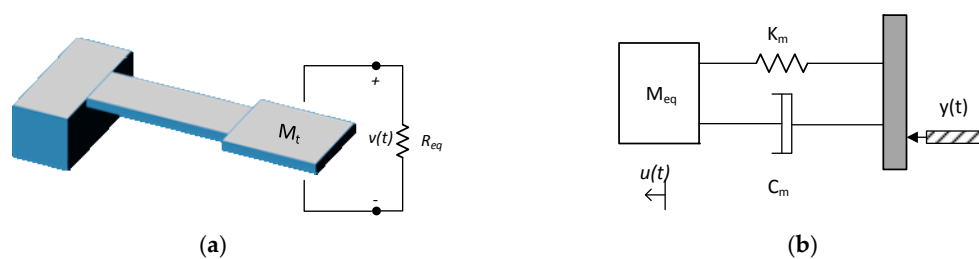 +
M_t
v(t)
R_eq
-
(a)
K_m
M_eq
y(t)
u(t)
C_m
(b)